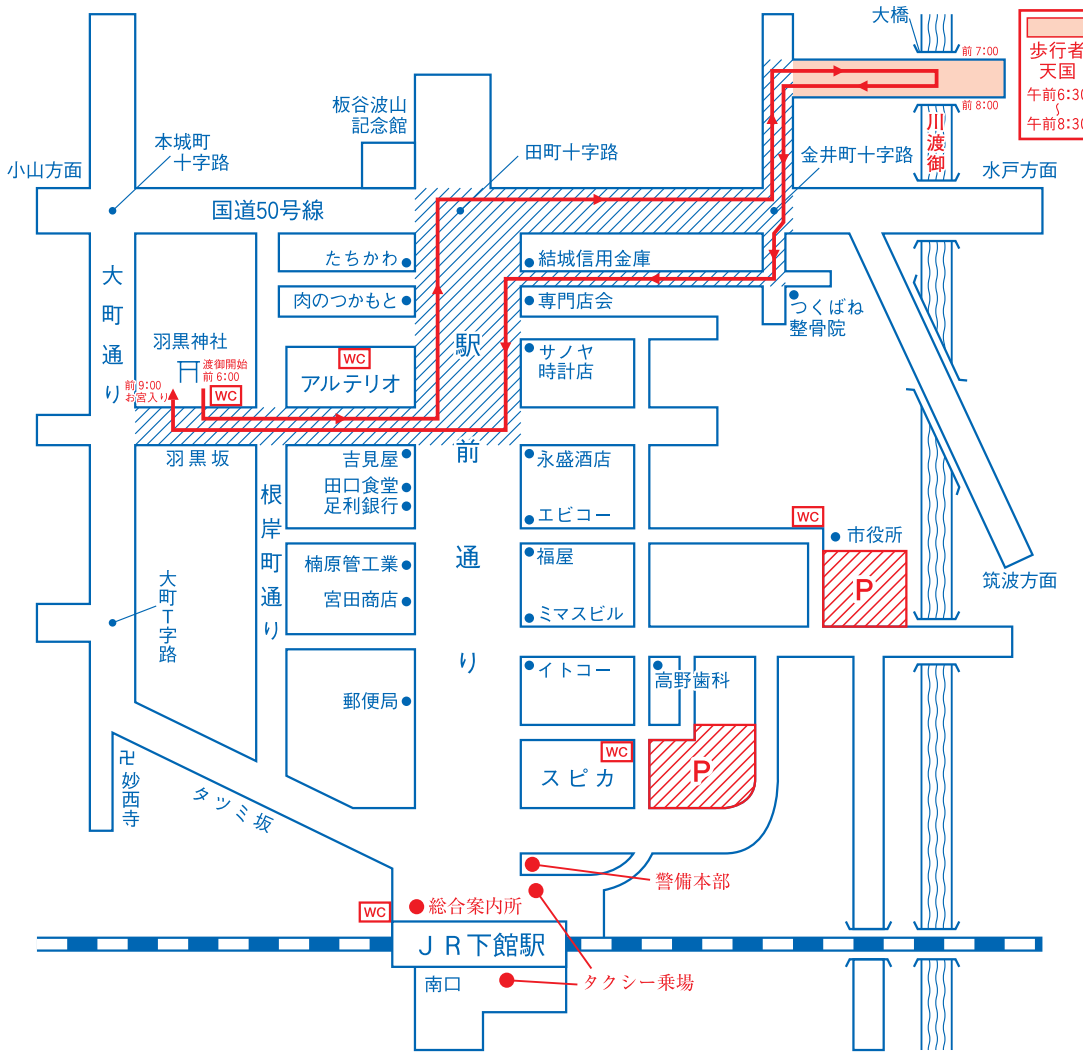 大橋
前 7:00
前 8:00
歩行者
天国
午前6:30
〜
午前8:30
川渡御
板谷波山
記念館
本城町
十字路
田町十字路
金井町十字路
小山方面
水戸方面
国道50号線
たちかわ
結城信用金庫
肉のつかもと
専門店会
つくばね
整骨院
大町通り
羽黒神社
渡御開始
前 6:00
WC
前 9:00
お宮入り
WC
アルテリオ
サノヤ
時計店
駅前通り
羽黒坂
吉見屋
田口食堂
足利銀行
永盛酒店
エビコー
根岸町通り
WC
市役所
P
筑波方面
楠原管工業
宮田商店
福屋
ミマスビル
大町T字路
郵便局
イトコー
高野歯科
WC
スピカ
P
卍妙西寺
タツミ坂
警備本部
総合案内所
WC
JR下館駅
南口
タクシー乗場